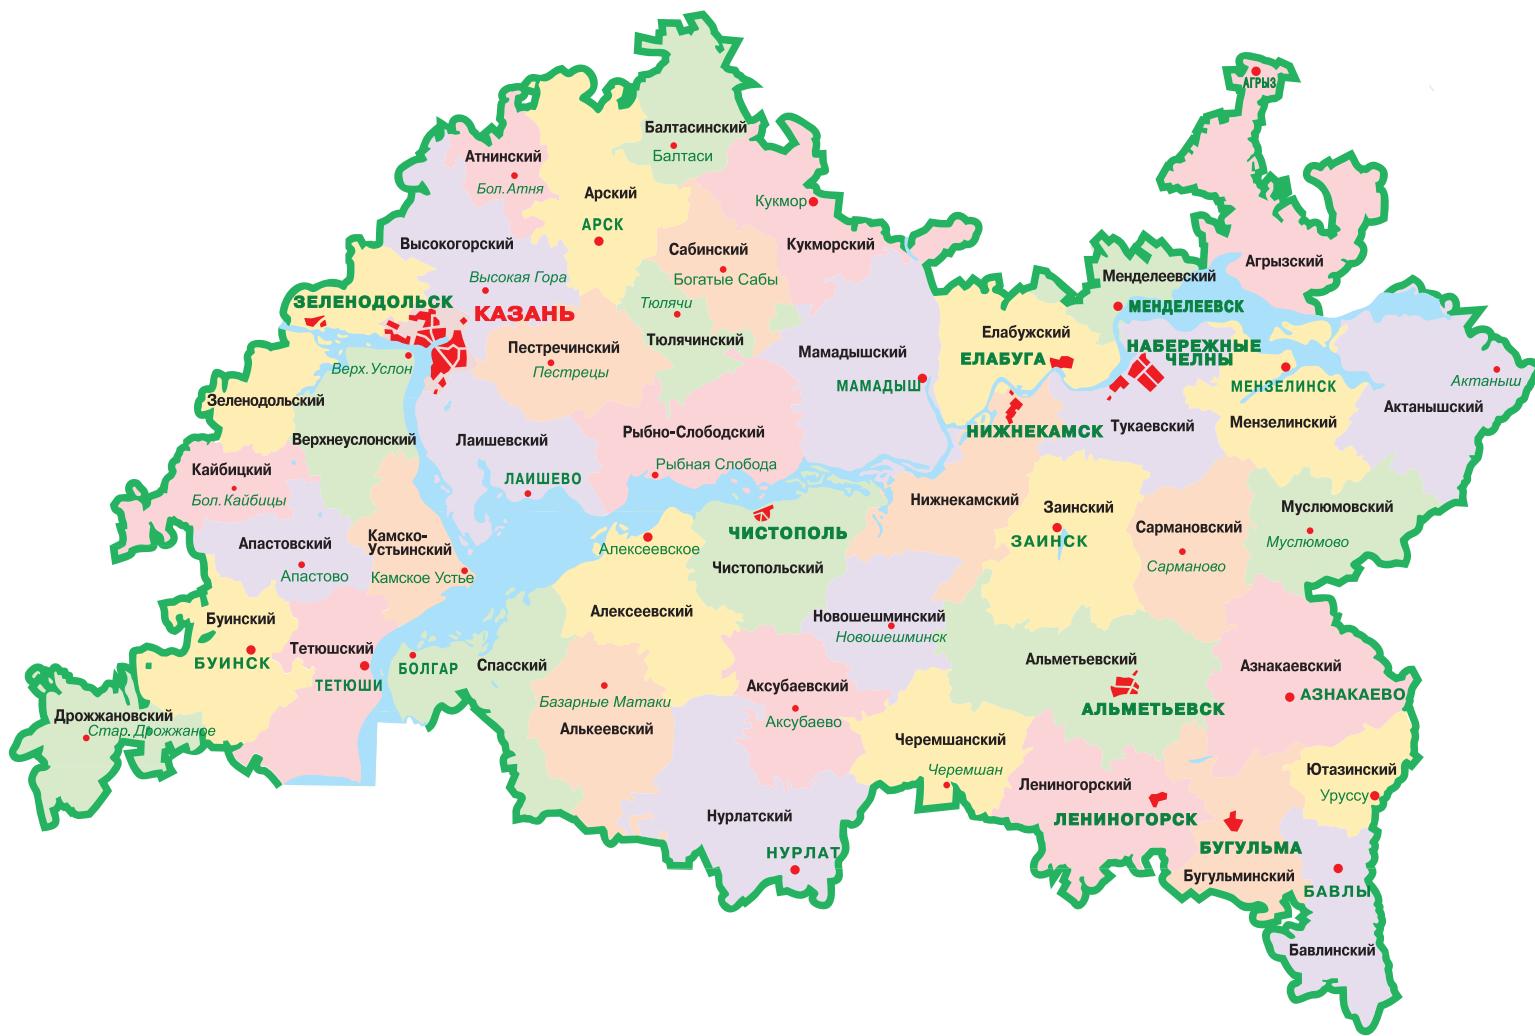 АГРЫЗ
Балтасинский
Балтаси
Атнинский
Бол.Атня
Арский
АРСК
Кукмор
Высокогорский
Высокая Гора
Сабинский
Богатые Сабы
Кукморский
Агрызский
Менделеевский
МЕНДЕЛЕЕВСК
ЗЕЛЕНОДОЛЬСК
КАЗАНЬ
Тюлячи
Тюлячинский
Пестречинский
Пестрецы
Верх.Услон
Мамадышский
МАМАДЫШ
Елабужский
ЕЛАБУГА
НАБЕРЕЖНЫЕ
ЧЕЛНЫ
МЕНЗЕЛИНСК
Мензелинский
Актаныш
Актанышский
Зеленодольский
Верхнеуслонский
Лаишевский
ЛАИШЕВО
Рыбно-Слободский
Рыбная Слобода
НИЖНЕКАМСК
Тукаевский
Кайбицкий
Бол.Кайбицы
Нижнекамский
Заинский
ЗАИНСК
Сармановский
Сарманово
Муслюмовский
Муслюмово
Апастовский
Апастово
Камско-
Устьинский
Камское Устье
Алексеевское
ЧИСТОПОЛЬ
Чистопольский
Буинский
БУИНСК
Тетюшский
ТЕТЮШИ
БОЛГАР
Спасский
Алексеевский
Новошешминский
Новошешминск
Альметьевский
АЛЬМЕТЬЕВСК
Азнакаевский
АЗНАКАЕВО
Дрожжановский
Стар.Дрожжаное
Базарные Матаки
Алькеевский
Аксубаевский
Аксубаево
Черемшанский
Черемшан
Лениногорский
ЛЕНИНОГОРСК
Ютазинский
Уруссу
Нурлатский
НУРЛАТ
БУГУЛЬМА
Бугульминский
БАВЛЫ
Бавлинский